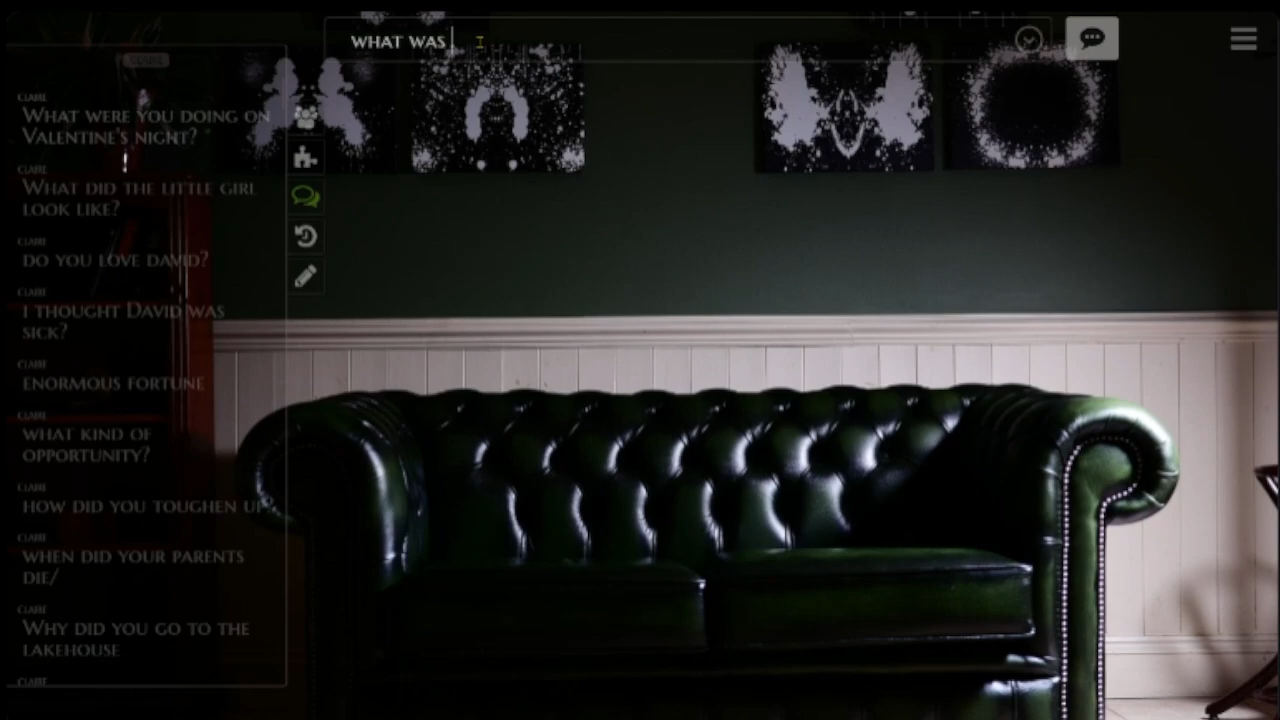 WHAT WAS
CLAIRE
CLAIRE
WHAT WERE YOU DOING ON
VALENTINE'S NIGHT?
CLAIRE
WHAT DID THE LITTLE GIRL
LOOK LIKE?
CLAIRE
DO YOU LOVE DAVID?
CLAIRE
I THOUGHT DAVID WAS
SICK?
CLAIRE
ENORMOUS FORTUNE
CLAIRE
WHAT KIND OF
OPPORTUNITY?
CLAIRE
HOW DID YOU TOUGHEN UP?
CLAIRE
WHEN DID YOUR PARENTS
DIE/
CLAIRE
WHY DID YOU GO TO THE
LAKEHOUSE
CLAIRE